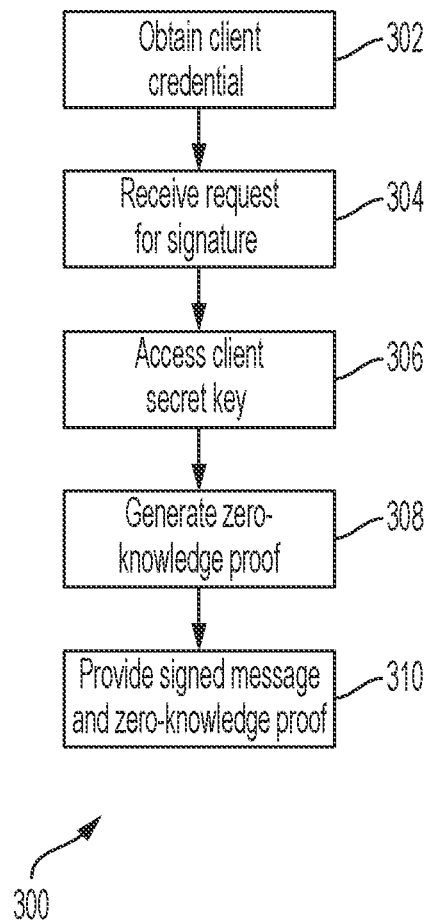 Obtain client
credential
302
Receive request
for signature
304
Access client
secret key
306
Generate zero-
knowledge proof
308
Provide signed message
and zero-knowledge proof
310
300